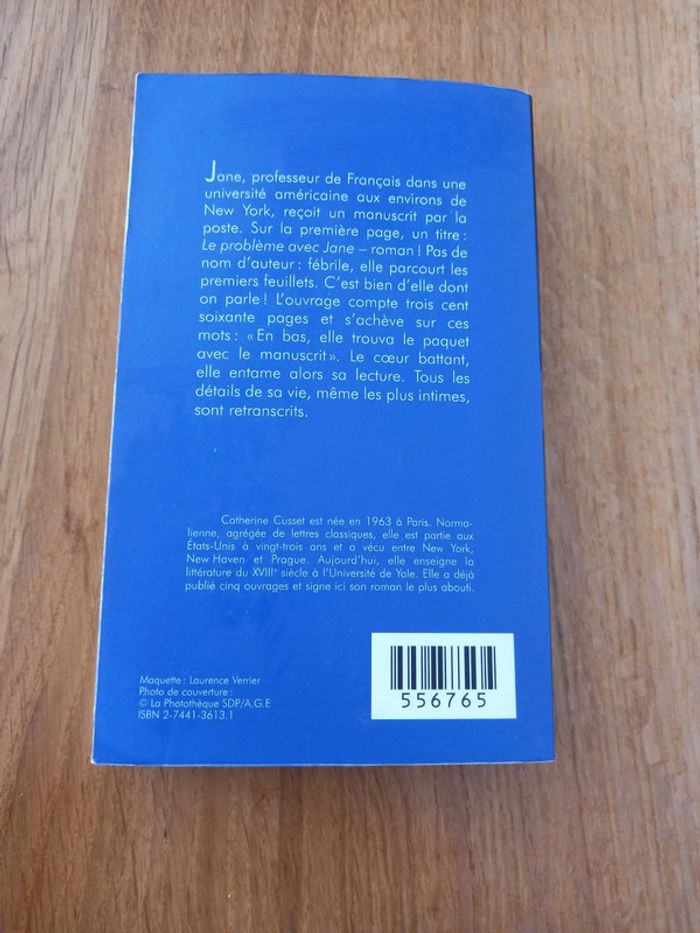 Jane, professeur de Français dans une
université américaine aux environs de
New York, reçoit un manuscrit par la
poste. Sur la première page, un titre :
Le problème avec Jane – roman ! Pas de
nom d'auteur : fébrile, elle parcourt les
premiers feuillets. C'est bien d'elle dont
on parle ! L'ouvrage compte trois cent
soixante pages et s'achève sur ces
mots : « En bas, elle trouva le paquet
avec le manuscrit ». Le cœur battant,
elle entame alors sa lecture. Tous les
détails de sa vie, même les plus intimes,
sont retranscrits.
Catherine Cusset est née en 1963 à Paris. Norma-
lienne, agrégée de lettres classiques, elle est partie aux
États-Unis à vingt-trois ans et a vécu entre New York,
New Haven et Prague. Aujourd'hui, elle enseigne la
littérature du XVIIIe siècle à l'Université de Yale. Elle a déjà
publié cinq ouvrages et signe ici son roman le plus abouti.
Maquette : Laurence Verrier
Photo de couverture :
© La Photothèque SDP/A.G.E
ISBN 2-7441-3613.1
556765